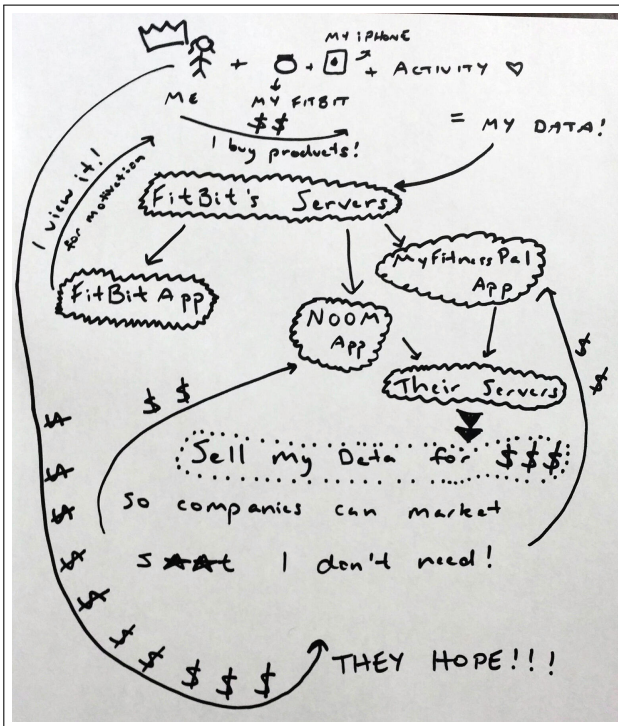 MY iPHONE
+ + + ACTIVITY ♡
ME MY FITBIT
$$
I buy products!
= MY DATA!
I view it!
for motivation
FitBit's Servers
FitBit App
MyFitnessPal
App
NOOM
App
Their Servers
$ $
$ $
Sell my Data for $$$
so companies can market
s**t I don't need!
$ $ $ $ $ $ $ $ $
THEY HOPE!!!